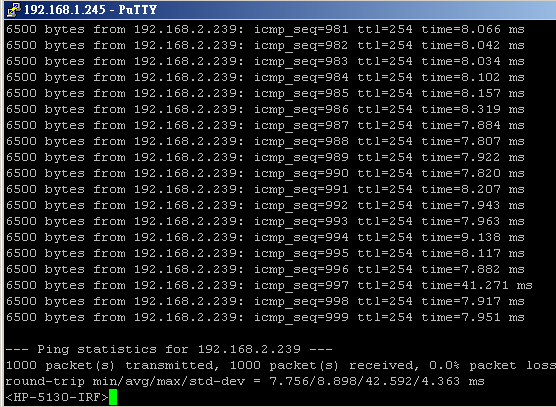 192.168.1.245 - PuTTY
6500 bytes from 192.168.2.239: icmp_seq=981 ttl=254 time=8.066 ms
6500 bytes from 192.168.2.239: icmp_seq=982 ttl=254 time=8.042 ms
6500 bytes from 192.168.2.239: icmp_seq=983 ttl=254 time=8.034 ms
6500 bytes from 192.168.2.239: icmp_seq=984 ttl=254 time=8.102 ms
6500 bytes from 192.168.2.239: icmp_seq=985 ttl=254 time=8.157 ms
6500 bytes from 192.168.2.239: icmp_seq=986 ttl=254 time=8.319 ms
6500 bytes from 192.168.2.239: icmp_seq=987 ttl=254 time=7.884 ms
6500 bytes from 192.168.2.239: icmp_seq=988 ttl=254 time=7.807 ms
6500 bytes from 192.168.2.239: icmp_seq=989 ttl=254 time=7.922 ms
6500 bytes from 192.168.2.239: icmp_seq=990 ttl=254 time=7.820 ms
6500 bytes from 192.168.2.239: icmp_seq=991 ttl=254 time=8.207 ms
6500 bytes from 192.168.2.239: icmp_seq=992 ttl=254 time=7.943 ms
6500 bytes from 192.168.2.239: icmp_seq=993 ttl=254 time=7.963 ms
6500 bytes from 192.168.2.239: icmp_seq=994 ttl=254 time=9.138 ms
6500 bytes from 192.168.2.239: icmp_seq=995 ttl=254 time=8.117 ms
6500 bytes from 192.168.2.239: icmp_seq=996 ttl=254 time=7.882 ms
6500 bytes from 192.168.2.239: icmp_seq=997 ttl=254 time=41.271 ms
6500 bytes from 192.168.2.239: icmp_seq=998 ttl=254 time=7.917 ms
6500 bytes from 192.168.2.239: icmp_seq=999 ttl=254 time=7.951 ms
--- Ping statistics for 192.168.2.239 ---
1000 packet(s) transmitted, 1000 packet(s) received, 0.0% packet loss
round-trip min/avg/max/std-dev = 7.756/8.898/42.592/4.363 ms
<HP-5130-IRF>